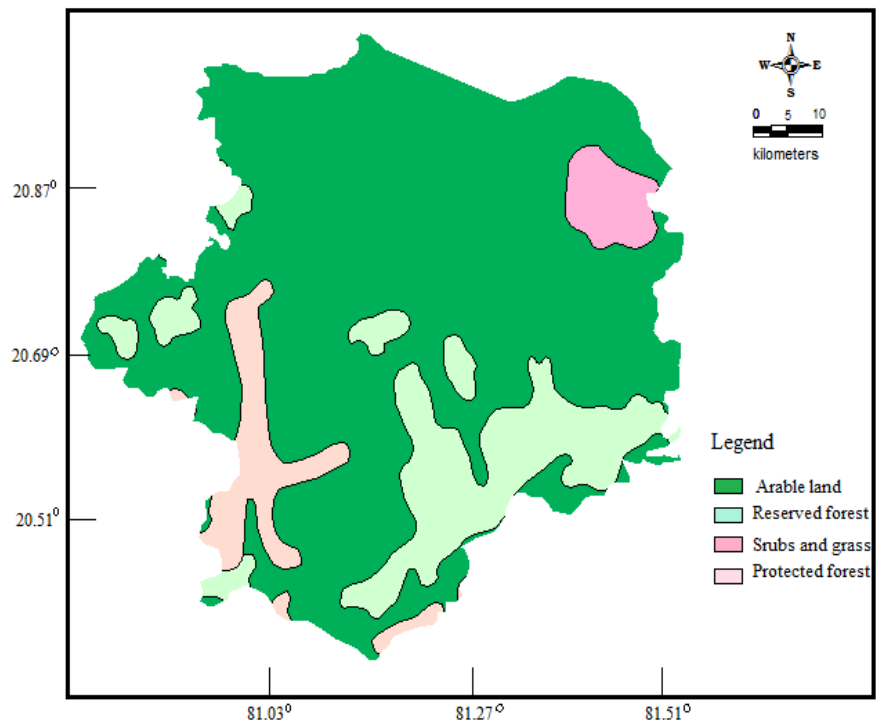 N
W E
S
0 5 10
kilometers
20.87⁰
20.69⁰
20.51⁰
Legend
Arable land
Reserved forest
Srubs and grass
Protected forest
81.03⁰ 81.27⁰ 81.51⁰